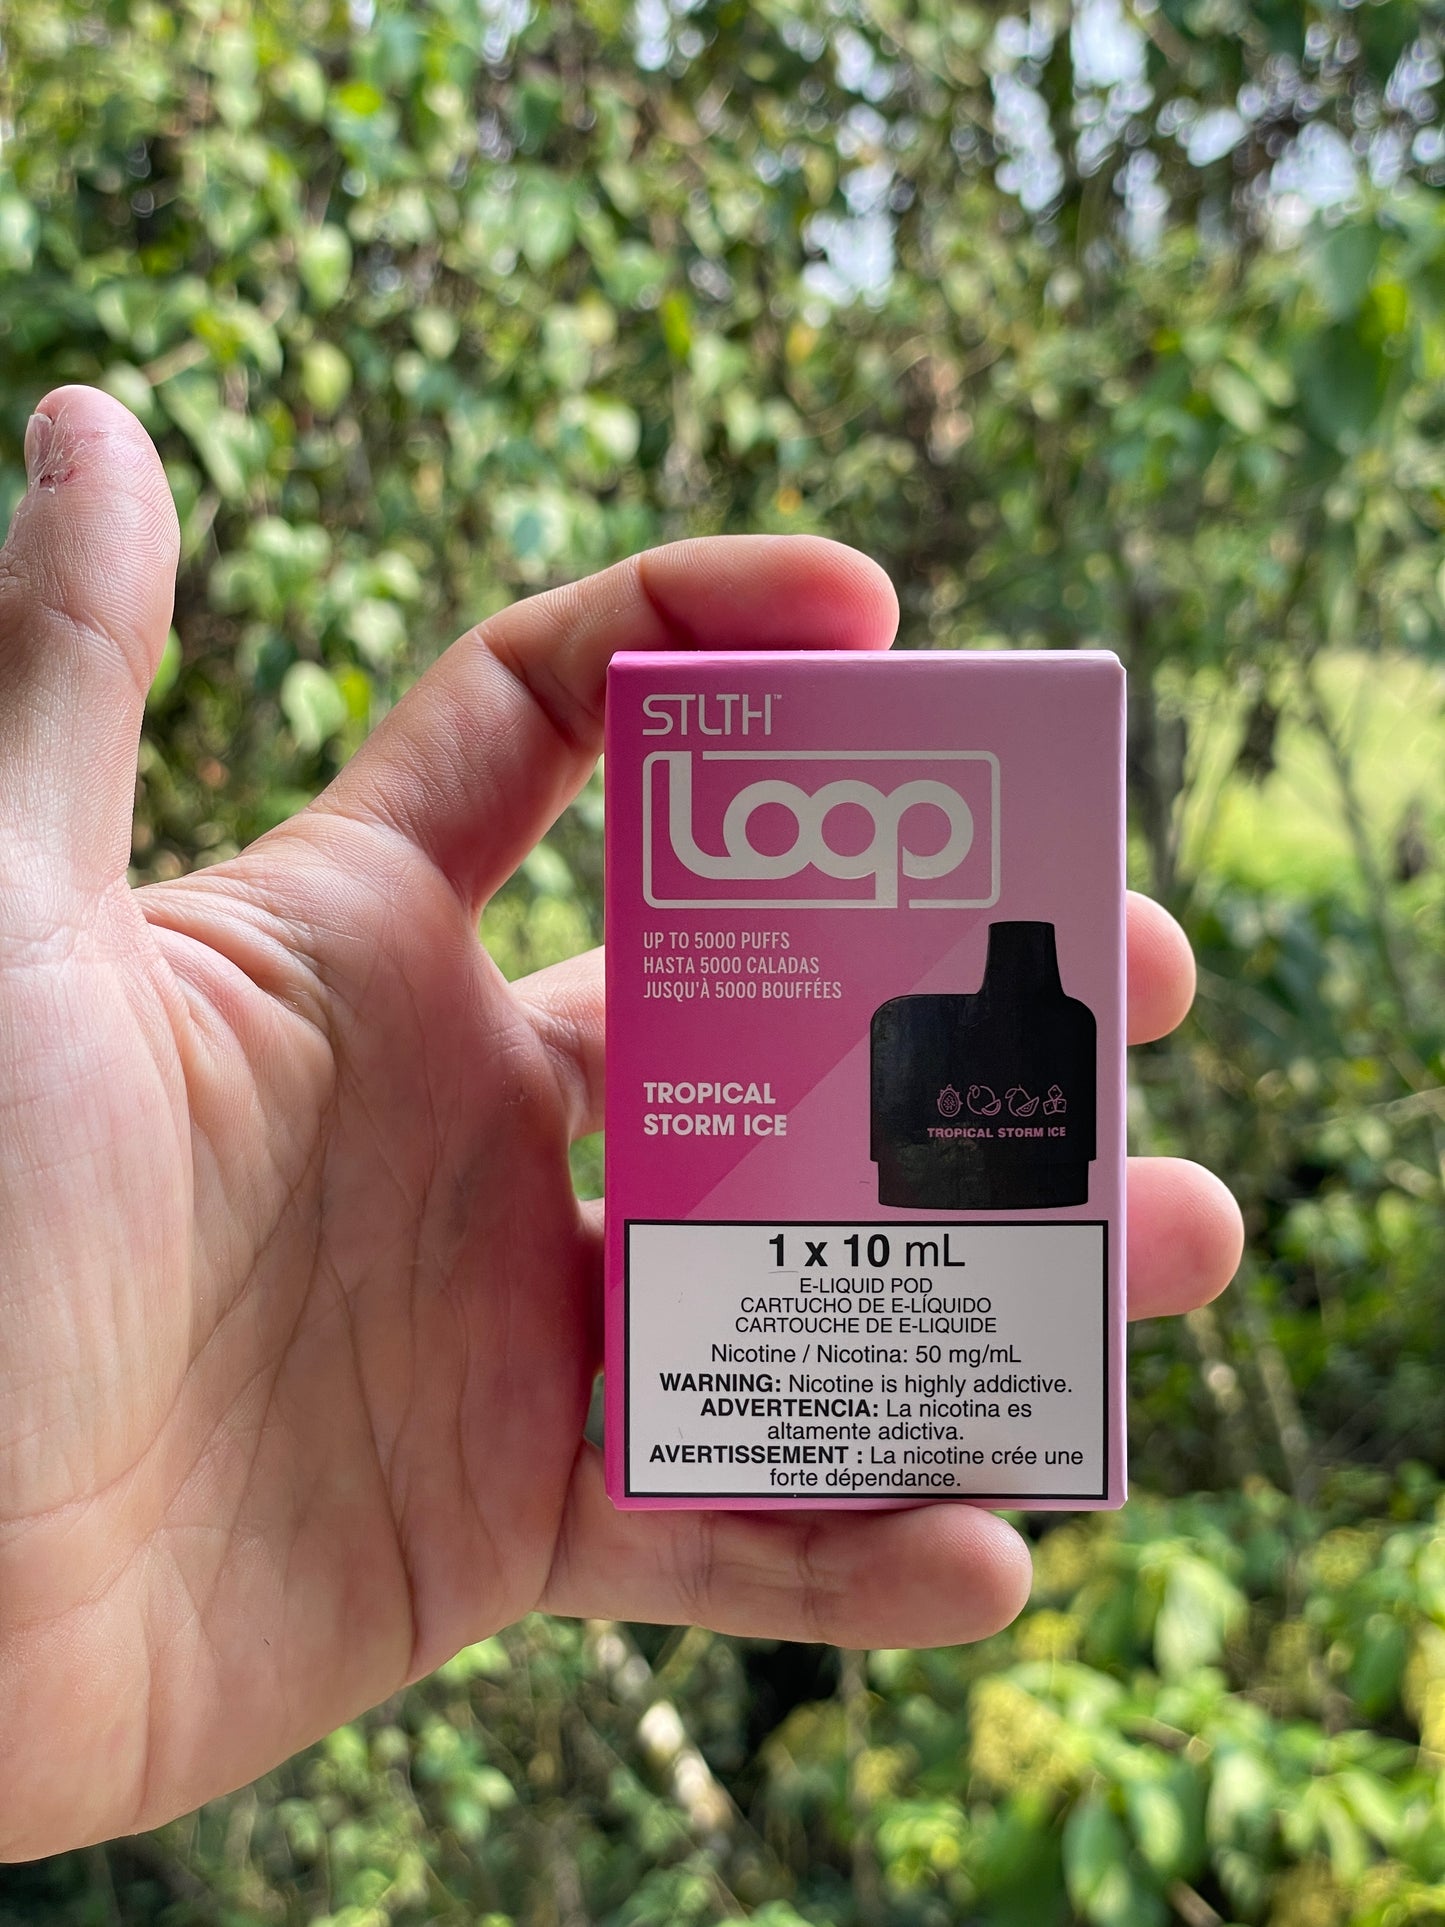 STLTH™
Loop
UP TO 5000 PUFFS
HASTA 5000 CALADAS
JUSQU'À 5000 BOUFFÉES
TROPICAL
STORM ICE
TROPICAL STORM ICE
1 x 10 mL
E-LIQUID POD
CARTUCHO DE E-LÍQUIDO
CARTOUCHE DE E-LIQUIDE
Nicotine / Nicotina: 50 mg/mL
WARNING: Nicotine is highly addictive.
ADVERTENCIA: La nicotina es
altamente adictiva.
AVERTISSEMENT : La nicotine crée une
forte dépendance.